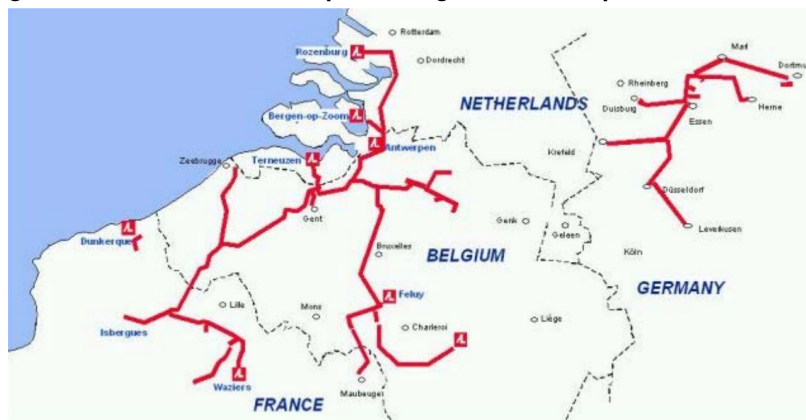 Rotterdam
Rozenburg
Dordrecht
Marl
Rheinberg
NETHERLANDS
Duisburg
Herne
Essen
Bergen-op-Zoom
Antwerpen
Krefeld
Zeebrugge
Terneuzen
Düsseldorf
Gent
Genk
Geleen
Leverkusen
Dunkerque
Bruxelles
BELGIUM
Köln
GERMANY
Feluy
Lille
Mons
Charleroi
Liège
Isbergues
Waziers
Maubeuge
FRANCE